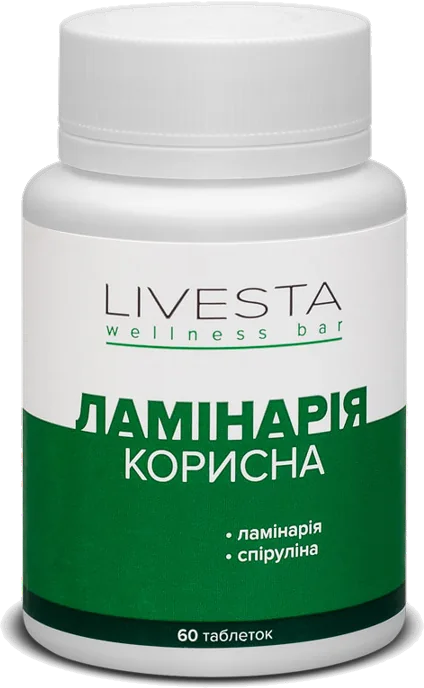 LIVESTA
wellness bar
ЛАМІНАРІЯ
КОРИСНА
• ламінарія
• спіруліна
60 таблеток